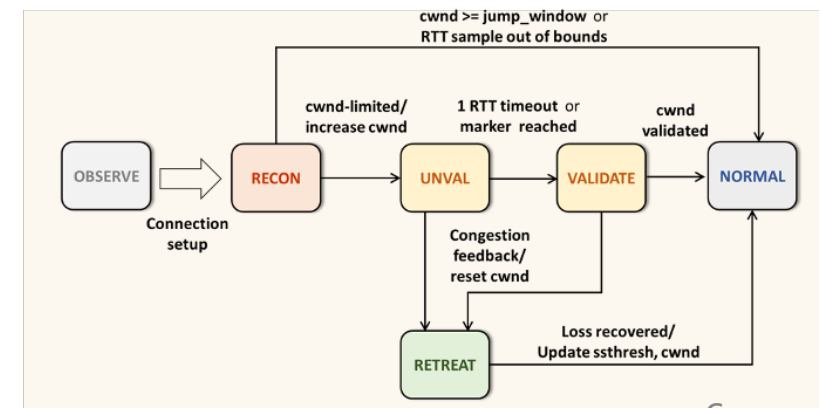 cwnd >= jump_window or
RTT sample out of bounds
cwnd-limited/
increase cwnd
1 RTT timeout or
marker reached
cwnd
validated
OBSERVE
RECON
UNVAL
VALIDATE
NORMAL
Connection
setup
Congestion
feedback/
reset cwnd
Loss recovered/
Update ssthresh, cwnd
RETREAT